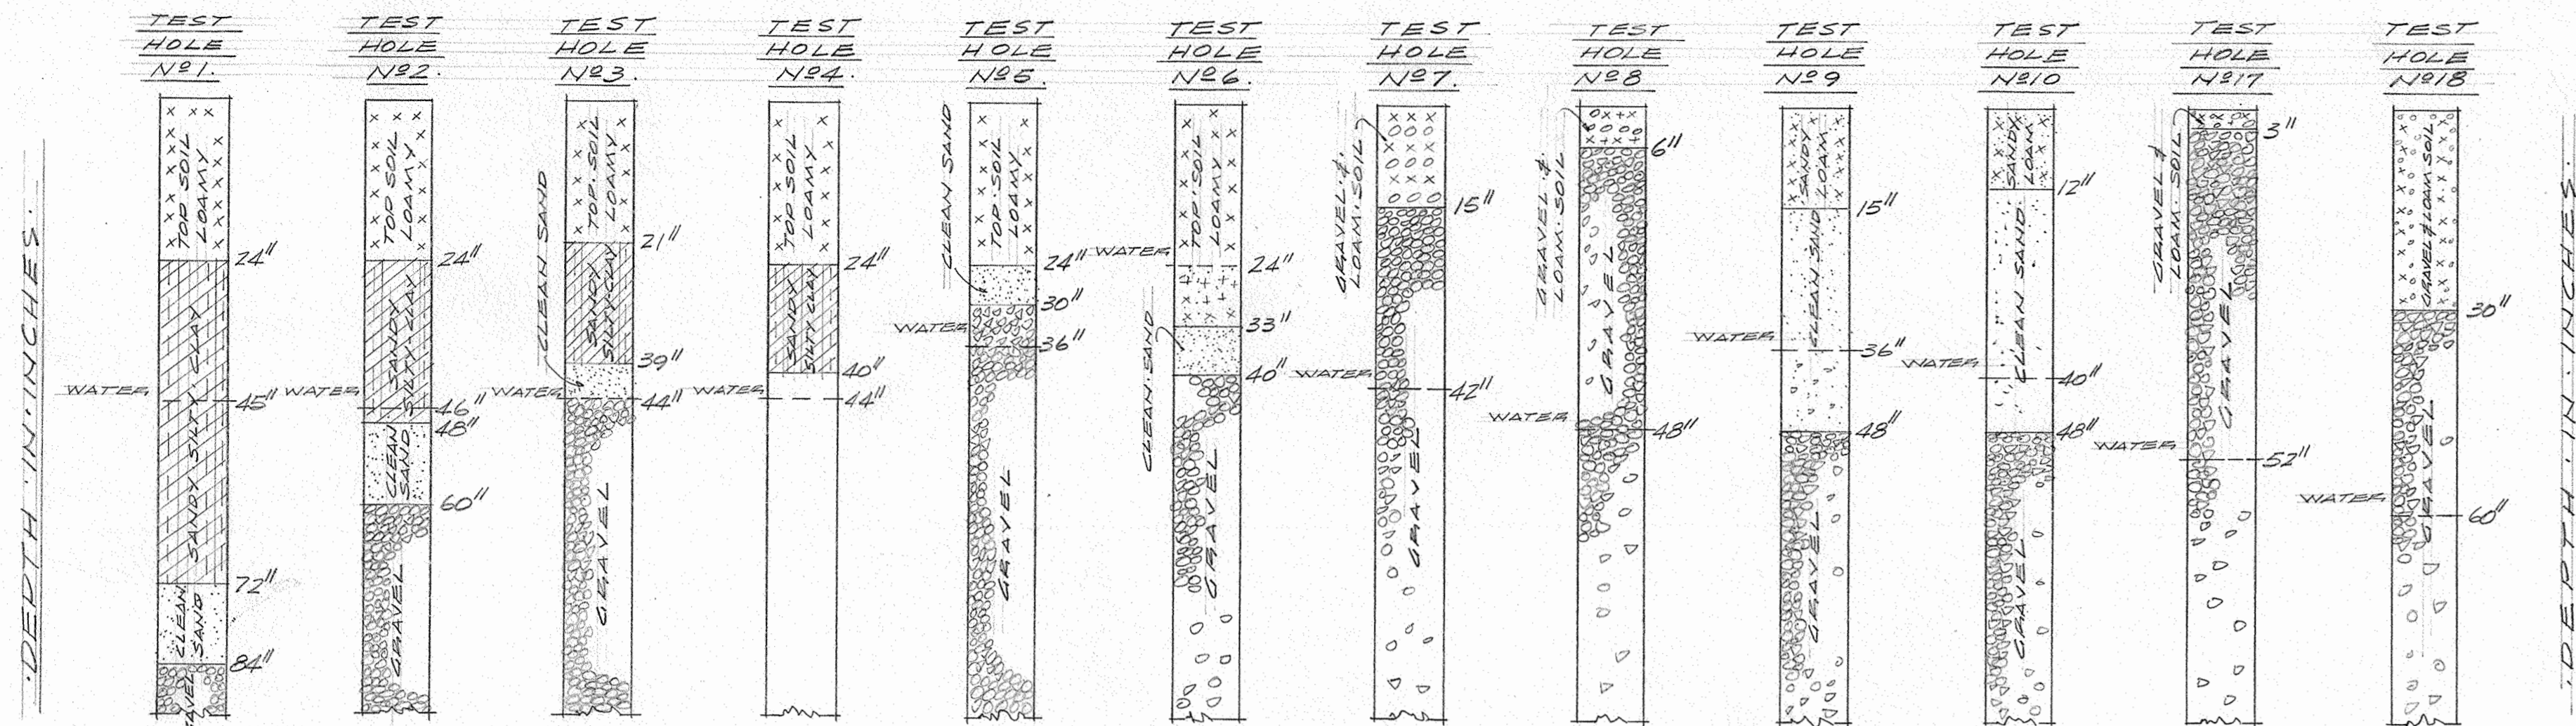 TEST
HOLE
Nº1.
TOP SOIL
LOAMY
24"
SANDY SILTY CLAY
WATER
45"
72"
CLEAN
SAND
84"
TEST
HOLE
Nº2.
TOP SOIL
LOAMY
24"
SANDY
SILTY CLAY
WATER
46"
48"
CLEAN
SAND
60"
GRAVEL
TEST
HOLE
Nº3.
TOP. SOIL
LOAMY
21"
SANDY
SILTY CLAY
39"
CLEAN SAND
WATER
44"
GRAVEL
TEST
HOLE
Nº4.
TOP SOIL
LOAMY
24"
SANDY
SILTY CLAY
40"
WATER
44"
TEST
HOLE
Nº5.
TOP SOIL
LOAMY
24"
CLEAN SAND
30"
WATER
36"
GRAVEL
TEST
HOLE
Nº6.
TOP SOIL
LOAMY
WATER
24"
33"
CLEAN SAND
40"
GRAVEL
TEST
HOLE
Nº7.
GRAVEL &
LOAM SOIL
15"
WATER
42"
GRAVEL
TEST
HOLE
Nº8
GRAVEL &
LOAM SOIL
6"
GRAVEL
WATER
48"
TEST
HOLE
Nº9
SANDY
LOAM
15"
CLEAN SAND
WATER
36"
48"
GRAVEL
TEST
HOLE
Nº10
SANDY
LOAM
12"
CLEAN SAND
WATER
40"
48"
GRAVEL
TEST
HOLE
Nº17
GRAVEL &
LOAM SOIL
3"
GRAVEL
WATER
52"
TEST
HOLE
Nº18
GRAVEL & LOAM SOIL
30"
GRAVEL
WATER
60"
DEPTH IN INCHES
DEPTH IN INCHES